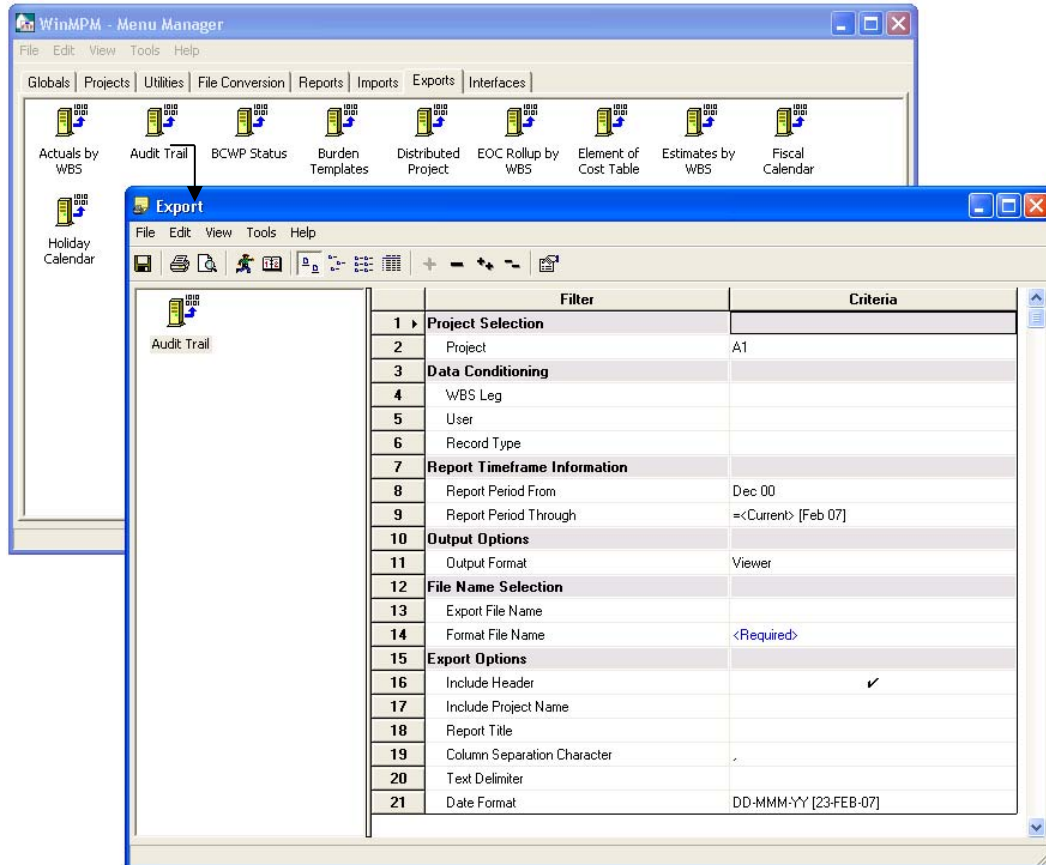 WinMPM - Menu Manager
File Edit View Tools Help
Globals Projects Utilities File Conversion Reports Imports Exports Interfaces
Actuals by WBS
Audit Trail
BCWP Status
Burden Templates
Distributed Project
EOC Rollup by WBS
Element of Cost Table
Estimates by WBS
Fiscal Calendar
Holiday Calendar
Export
File Edit View Tools Help
Audit Trail
Filter Criteria
1 Project Selection
2 Project A1
3 Data Conditioning
4 WBS Leg
5 User
6 Record Type
7 Report Timeframe Information
8 Report Period From Dec 00
9 Report Period Through =<Current> [Feb 07]
10 Output Options
11 Output Format Viewer
12 File Name Selection
13 Export File Name
14 Format File Name <Required>
15 Export Options
16 Include Header ✔
17 Include Project Name
18 Report Title
19 Column Separation Character ,
20 Text Delimiter
21 Date Format DD-MMM-YY [23-FEB-07]